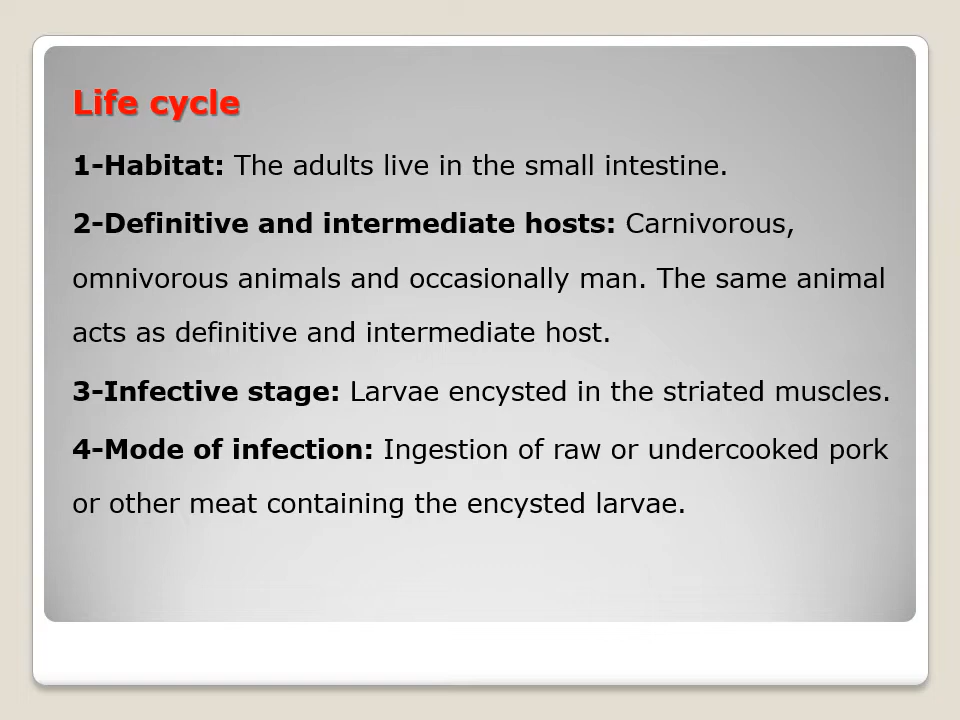 Life cycle
1-Habitat: The adults live in the small intestine.
2-Definitive and intermediate hosts: Carnivorous,
omnivorous animals and occasionally man. The same animal
acts as definitive and intermediate host.
3-Infective stage: Larvae encysted in the striated muscles.
4-Mode of infection: Ingestion of raw or undercooked pork
or other meat containing the encysted larvae.